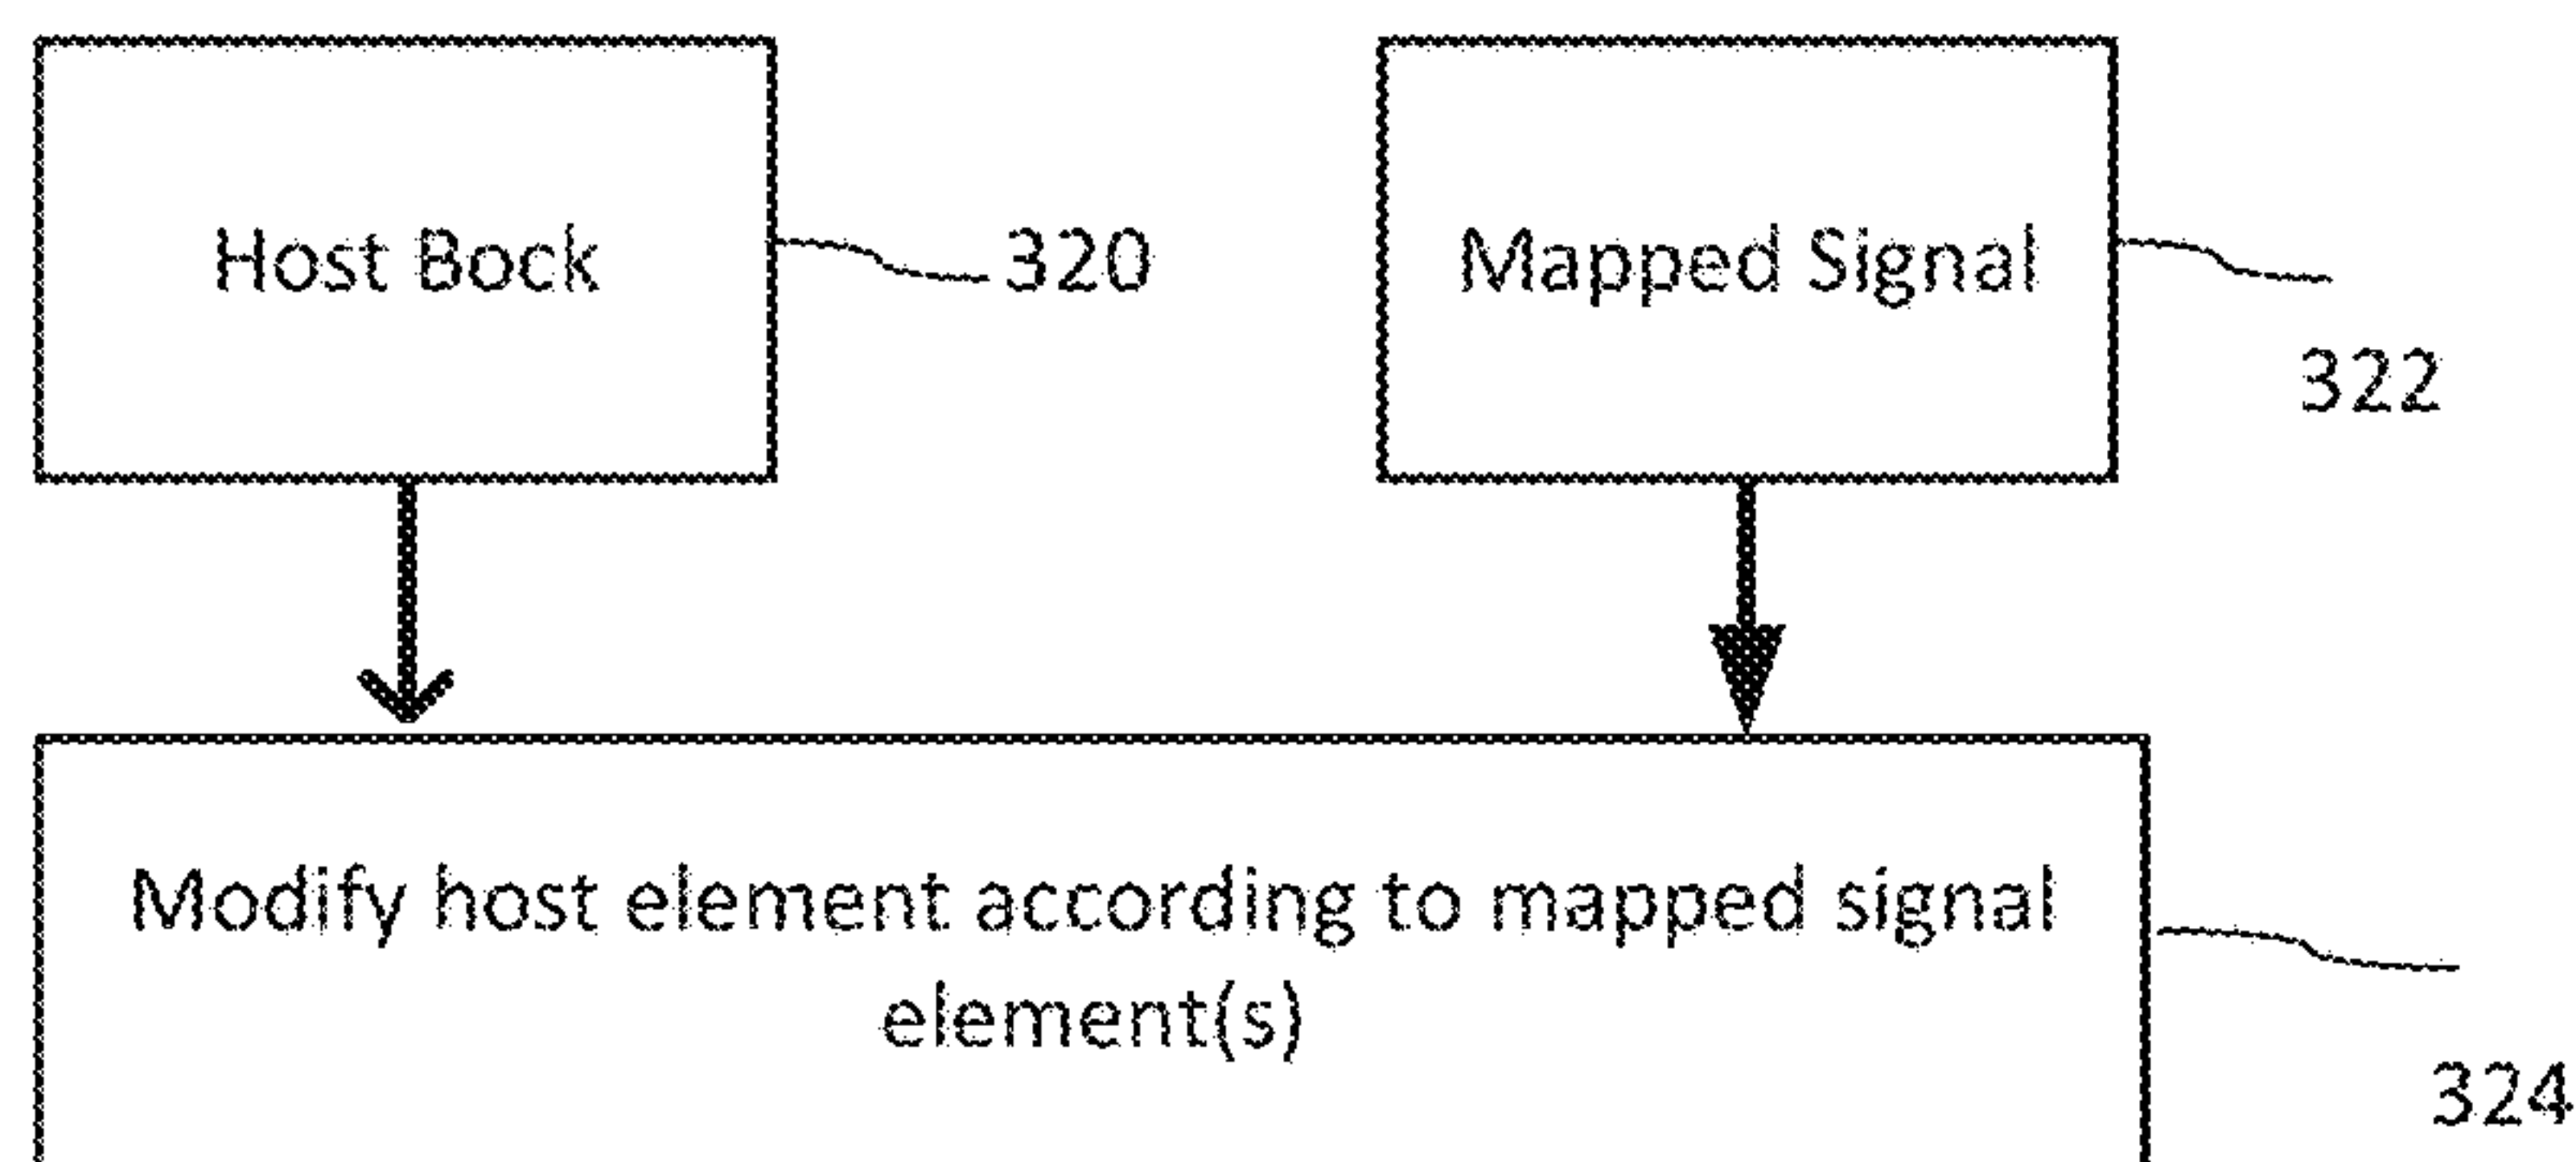 Host Bock
320
Mapped Signal
322
Modify host element according to mapped signal
element(s)
324